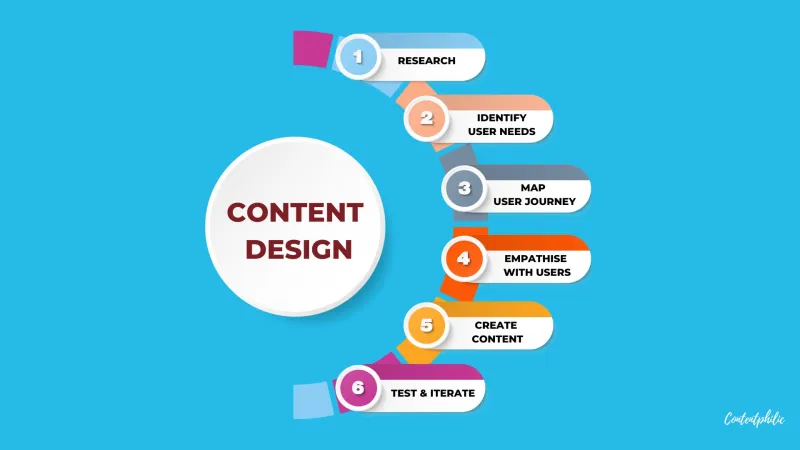 CONTENT
DESIGN
1
RESEARCH
2
IDENTIFY
USER NEEDS
3
MAP
USER JOURNEY
4
EMPATHISE
WITH USERS
5
CREATE
CONTENT
6
TEST & ITERATE
Contentphilic